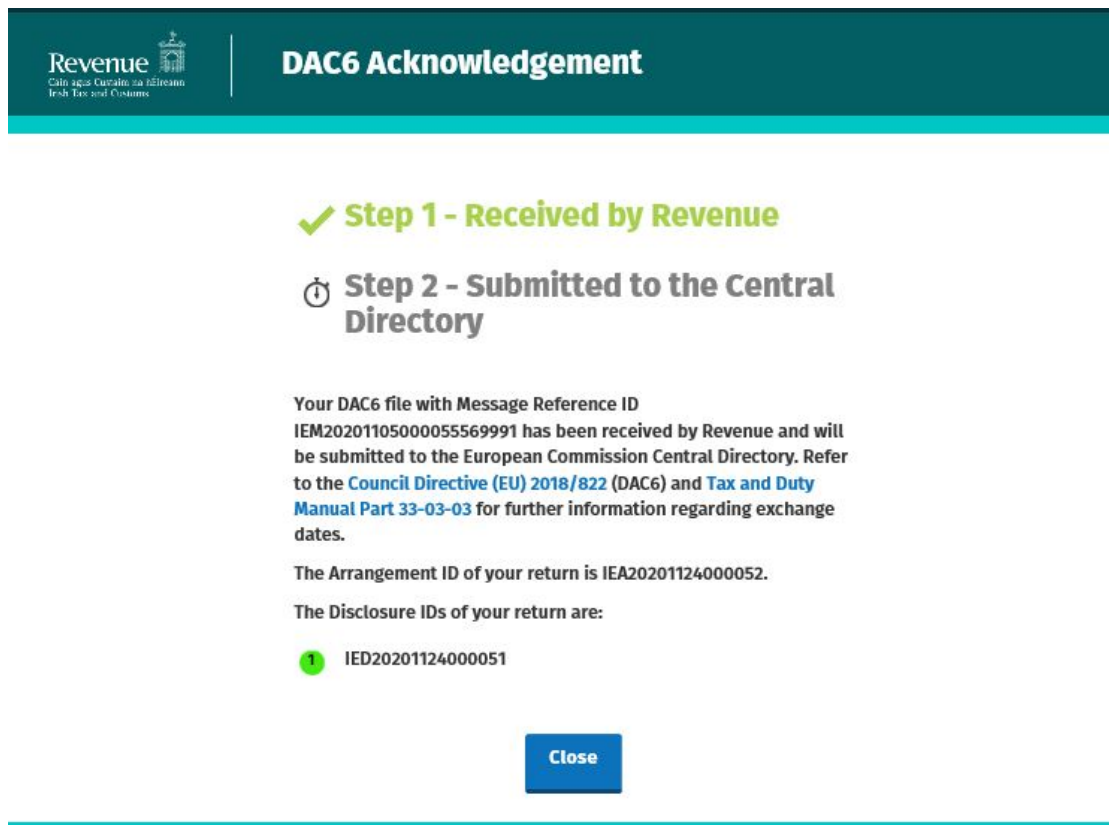 Revenue
Cáin agus Custaim na hÉireann
Irish Tax and Customs
DAC6 Acknowledgement
Step 1 - Received by Revenue
Step 2 - Submitted to the Central
Directory
Your DAC6 file with Message Reference ID
IEM20201105000055569991 has been received by Revenue and will
be submitted to the European Commission Central Directory. Refer
to the Council Directive (EU) 2018/822 (DAC6) and Tax and Duty
Manual Part 33-03-03 for further information regarding exchange
dates.
The Arrangement ID of your return is IEA20201124000052.
The Disclosure IDs of your return are:
1 IED20201124000051
Close